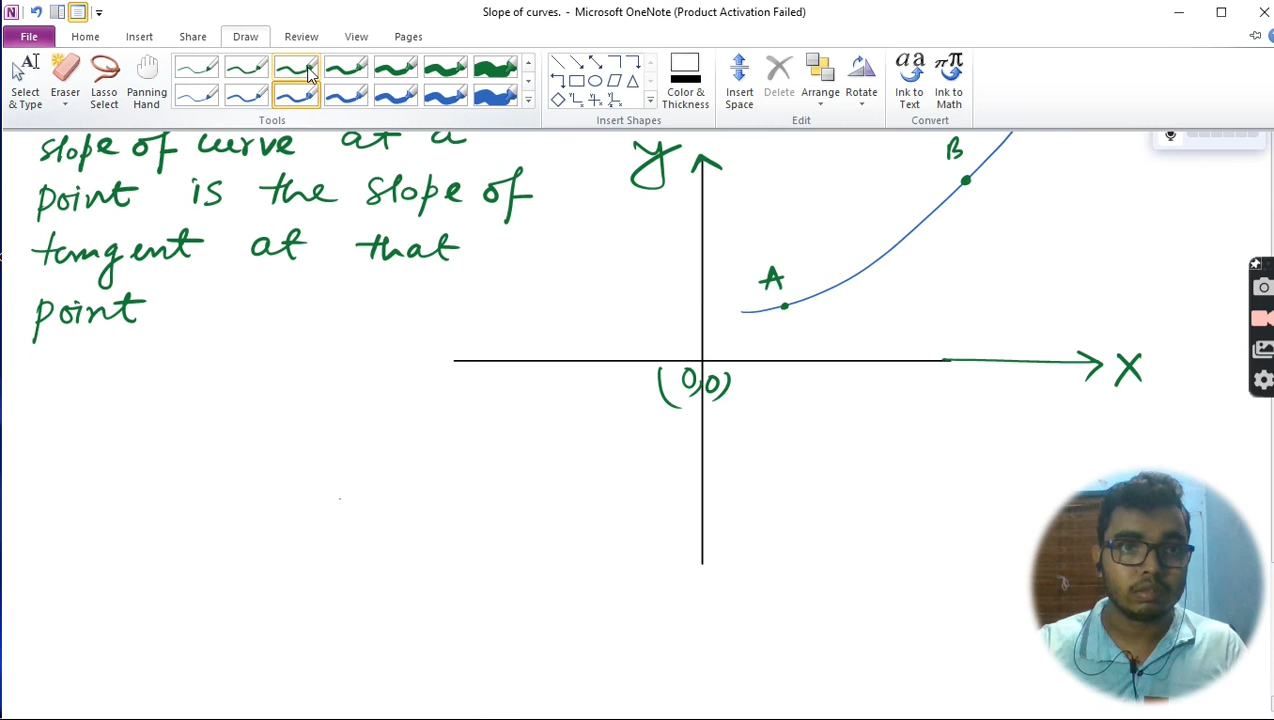 Slope of curves. - Microsoft OneNote (Product Activation Failed)
File Home Insert Share Draw Review View Pages
Select & Type
Eraser
Lasso Select
Panning Hand
Color & Thickness
Insert Space
Delete
Arrange
Rotate
Ink to Text
Ink to Math
Tools
Insert Shapes
Edit
Convert
slope of curve at a
point is the slope of
tangent at that
point
y
B
A
(0,0)
X